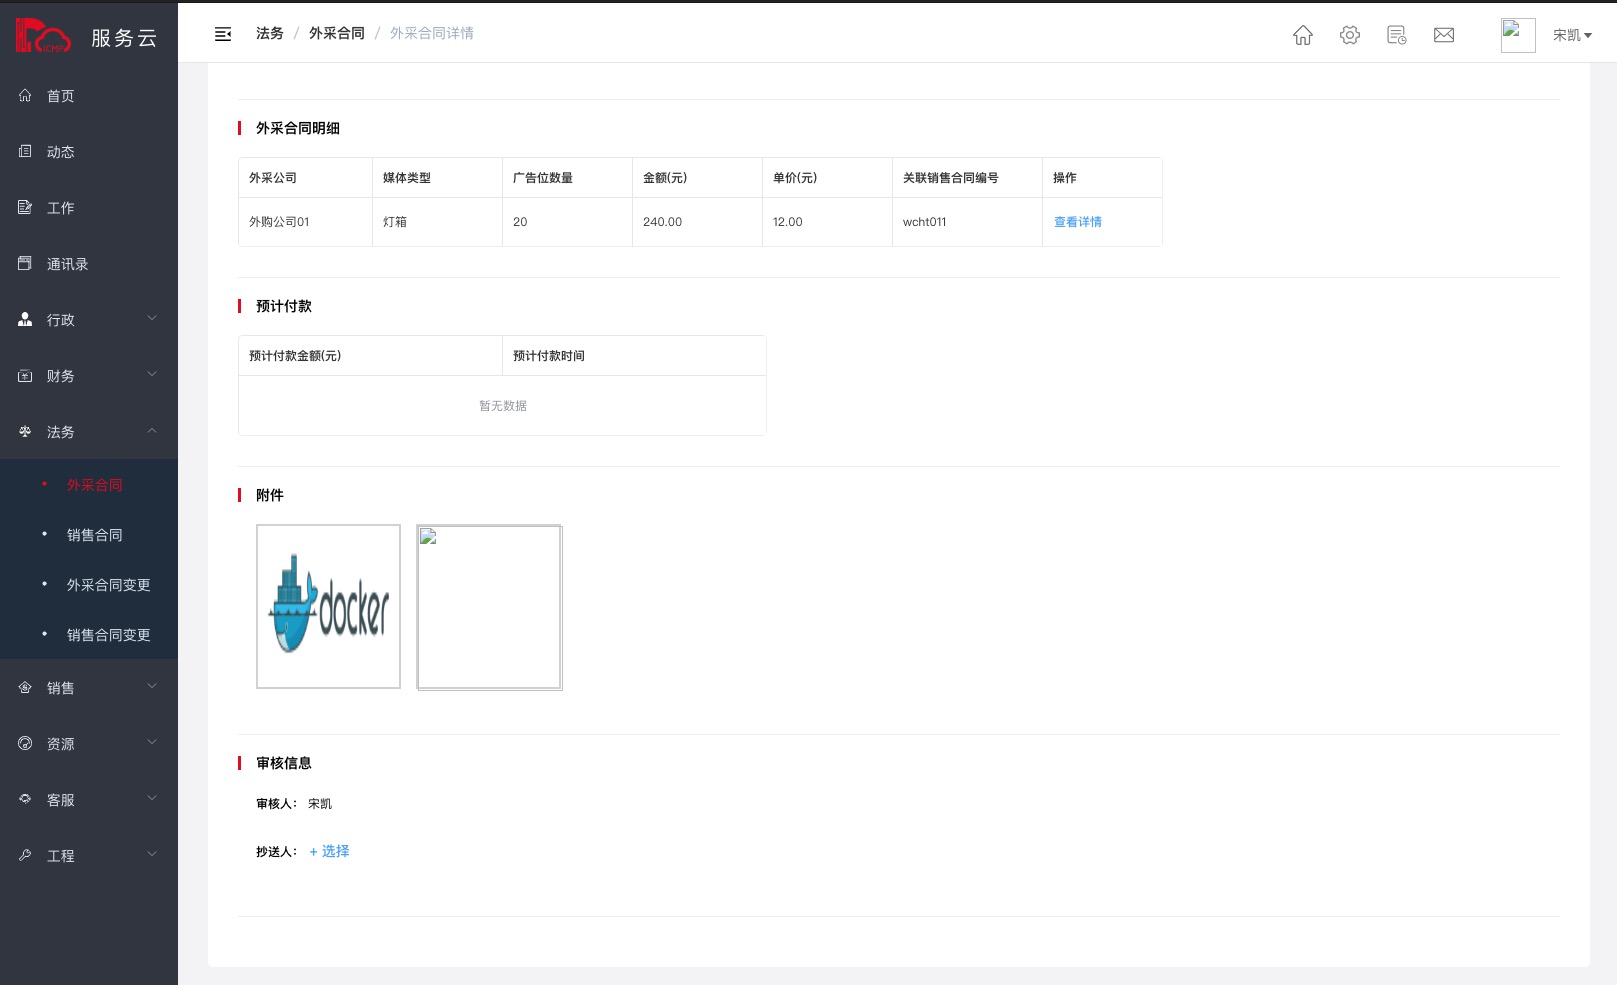 ICMP 服务云
法务 / 外采合同 / 外采合同详情
宋凯
首页
动态
工作
通讯录
行政
财务
法务
外采合同
销售合同
外采合同变更
销售合同变更
销售
资源
客服
工程
外采合同明细
外采公司 媒体类型 广告位数量 金额(元) 单价(元) 关联销售合同编号 操作
外购公司01 灯箱 20 240.00 12.00 wcht011 查看详情
预计付款
预计付款金额(元) 预计付款时间
暂无数据
附件
docker
审核信息
审核人： 宋凯
抄送人： + 选择